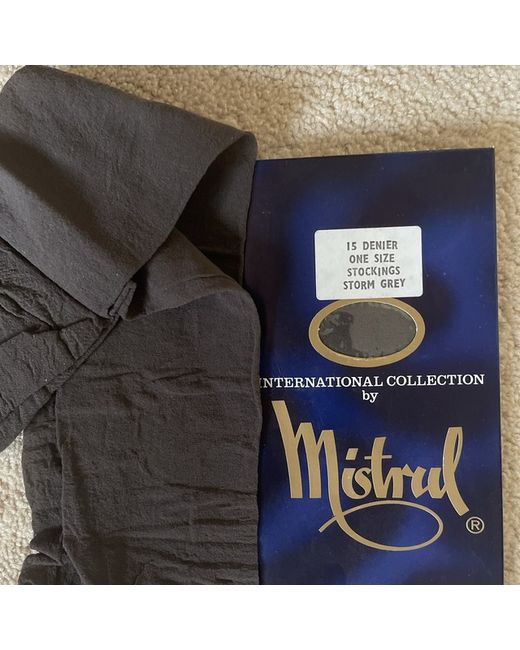 15 DENIER
ONE SIZE
STOCKINGS
STORM GREY
INTERNATIONAL COLLECTION
by
Mistral
®